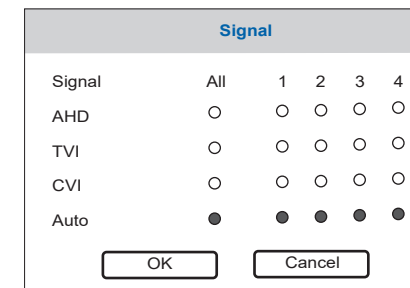 Signal
Signal All 1 2 3 4
AHD
TVI
CVI
Auto
OK Cancel